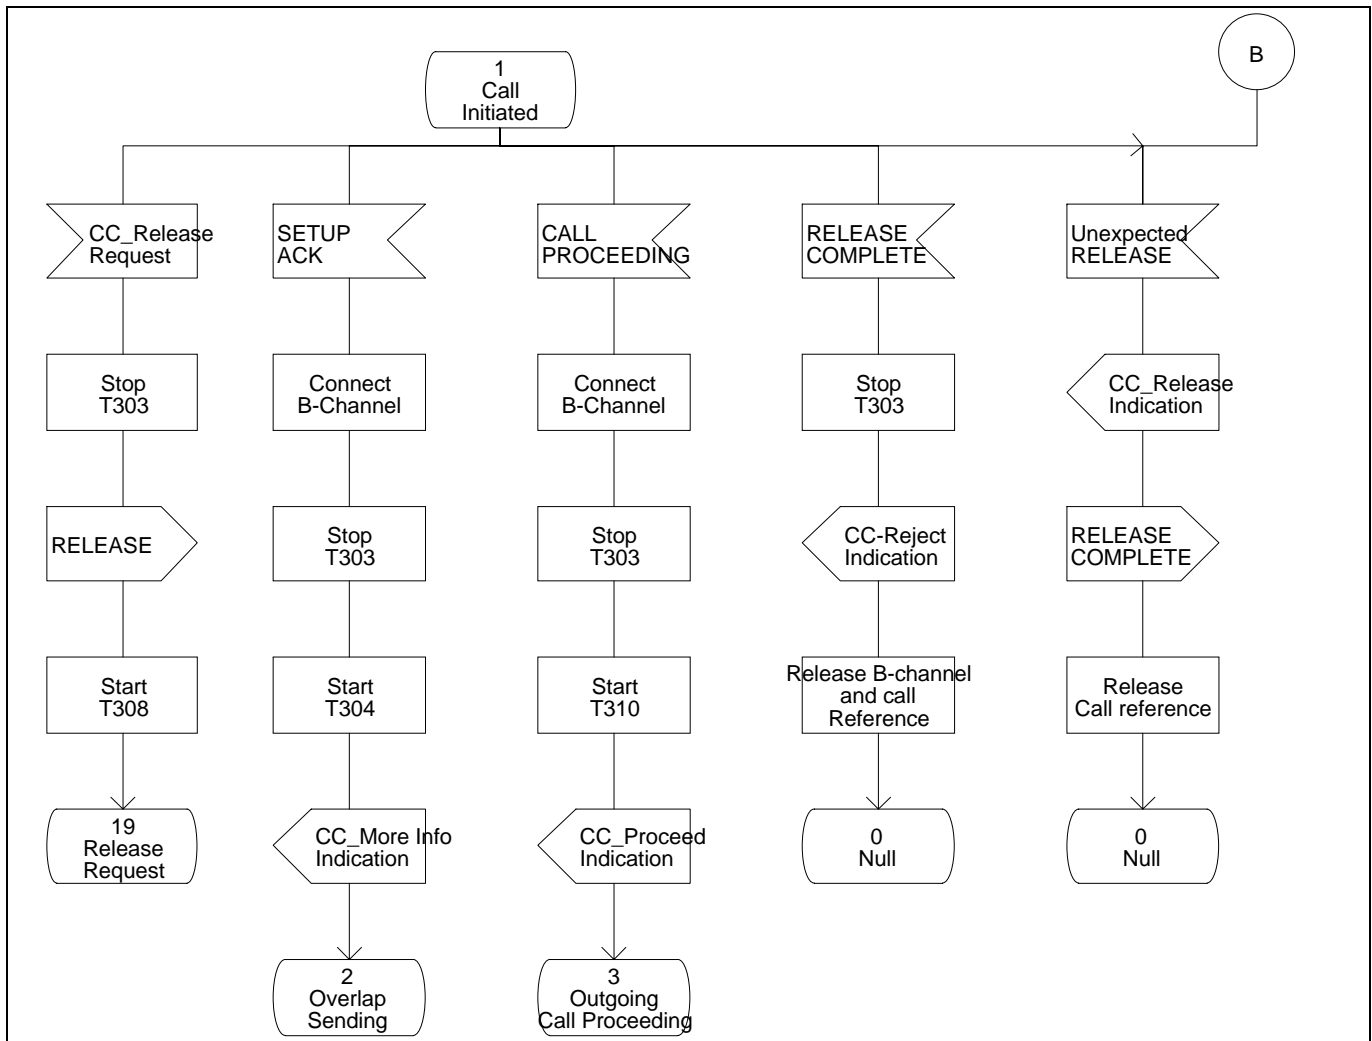 1
Call
Initiated
B
CC_Release
Request
SETUP
ACK
CALL
PROCEEDING
RELEASE
COMPLETE
Unexpected
RELEASE
Stop
T303
Connect
B-Channel
Connect
B-Channel
Stop
T303
CC_Release
Indication
RELEASE
Stop
T303
Stop
T303
CC-Reject
Indication
RELEASE
COMPLETE
Start
T308
Start
T304
Start
T310
Release B-channel
and call
Reference
Release
Call reference
19
Release
Request
CC_More Info
Indication
CC_Proceed
Indication
0
Null
0
Null
2
Overlap
Sending
3
Outgoing
Call Proceeding